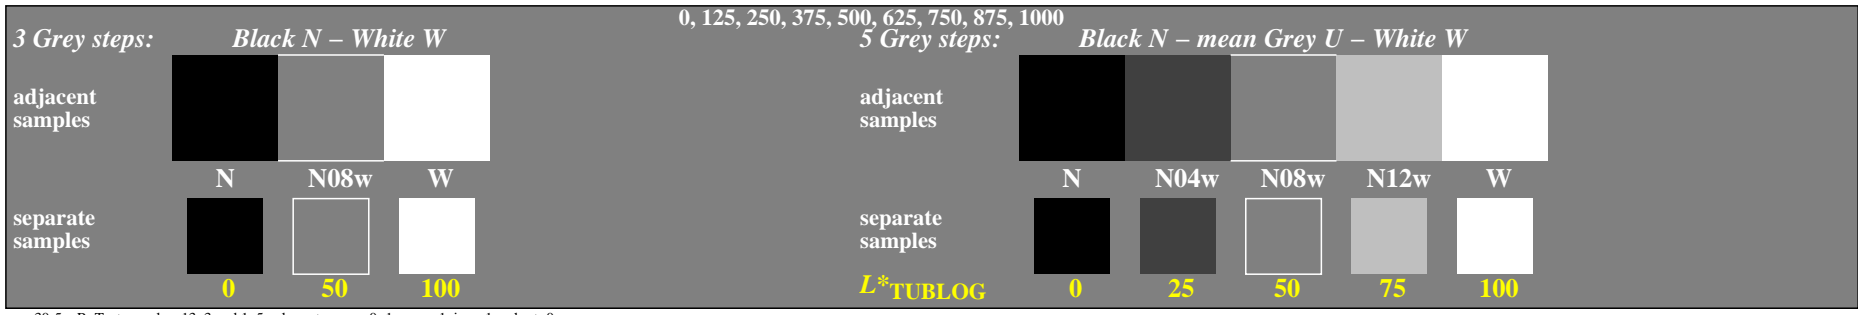 0, 125, 250, 375, 500, 625, 750, 875, 1000
3 Grey steps: Black N – White W
adjacent
samples
N N08w W
separate
samples
0 50 100
5 Grey steps: Black N – mean Grey U – White W
adjacent
samples
N N04w N08w N12w W
separate
samples
L*TUBLOG 0 25 50 75 100